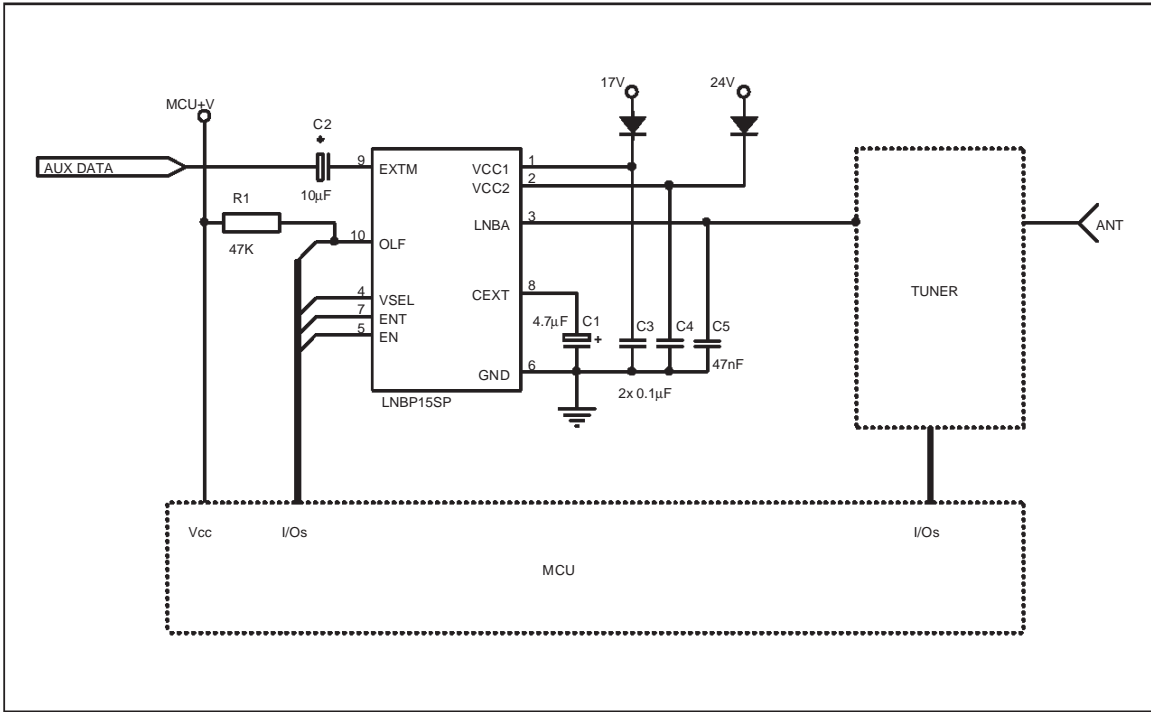 17V
24V
MCU+V
C2
+
AUX DATA
9
EXTM
VCC1
1
VCC2
2
10µF
R1
LNBA
3
ANT
47K
10
OLF
TUNER
4
VSEL
CEXT
8
7
ENT
5
EN
4.7µF
C1
+
C3
C4
C5
47nF
GND
6
2x 0.1µF
LNBP15SP
Vcc
I/Os
I/Os
MCU